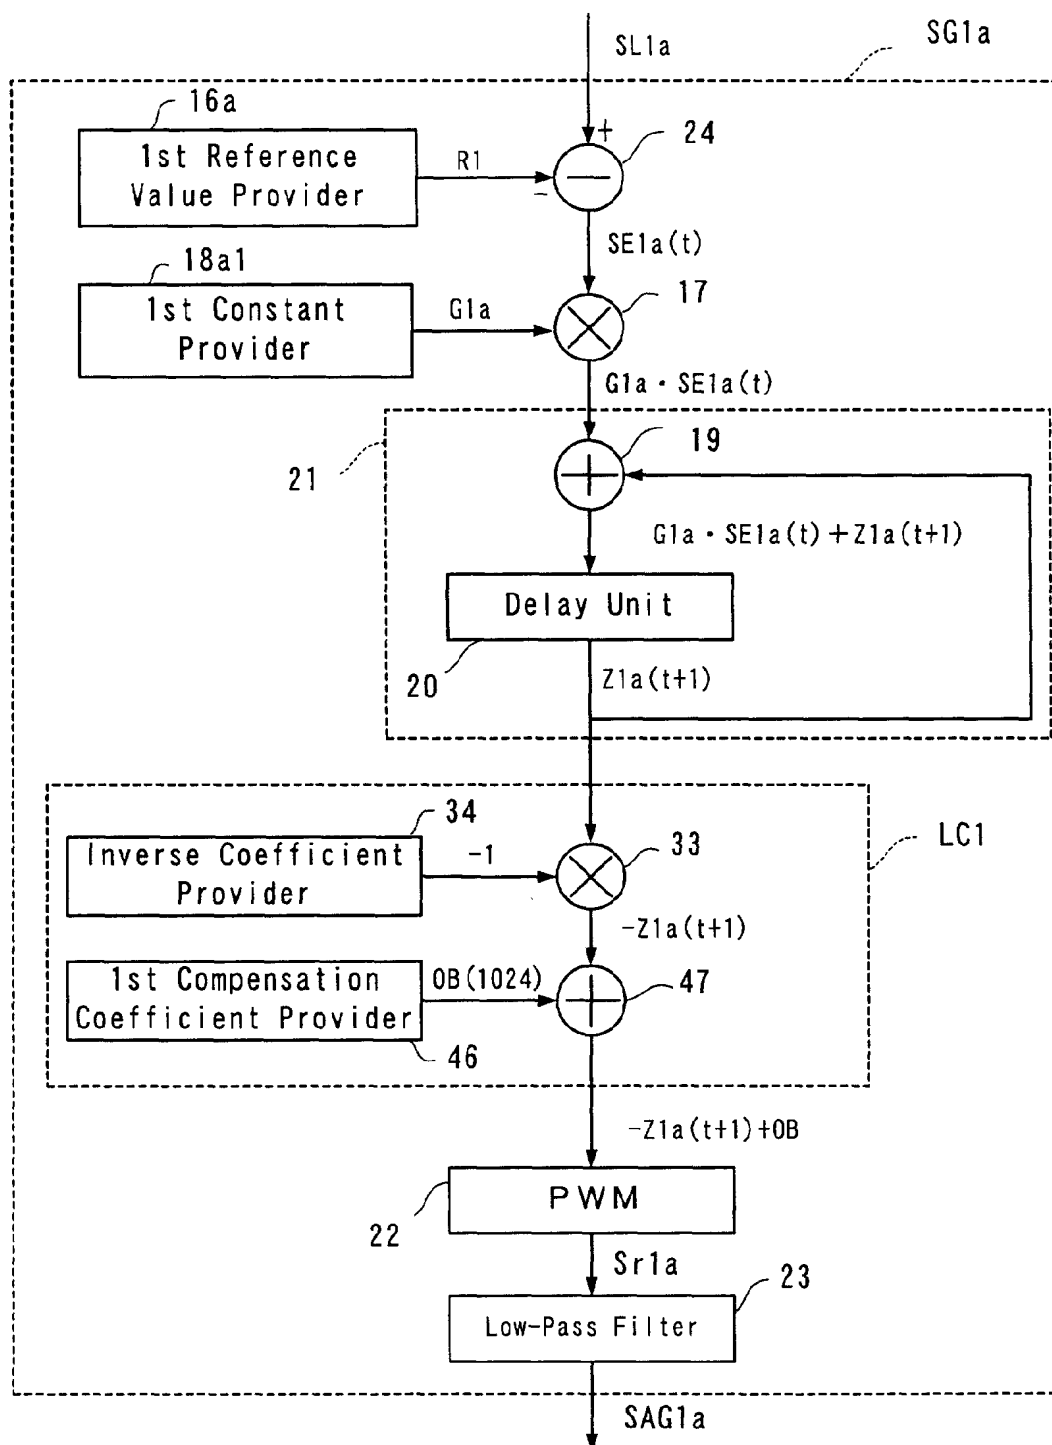 SL1a
SG1a
16a
1st Reference
Value Provider
R1
+
-
24
SE1a(t)
18a1
1st Constant
Provider
G1a
17
G1a・SE1a(t)
21
19
G1a・SE1a(t)+Z1a(t+1)
Delay Unit
20
Z1a(t+1)
34
Inverse Coefficient
Provider
-1
33
LC1
-Z1a(t+1)
1st Compensation
Coefficient Provider
OB(1024)
47
46
-Z1a(t+1)+OB
PWM
22
Sr1a
23
Low-Pass Filter
SAG1a